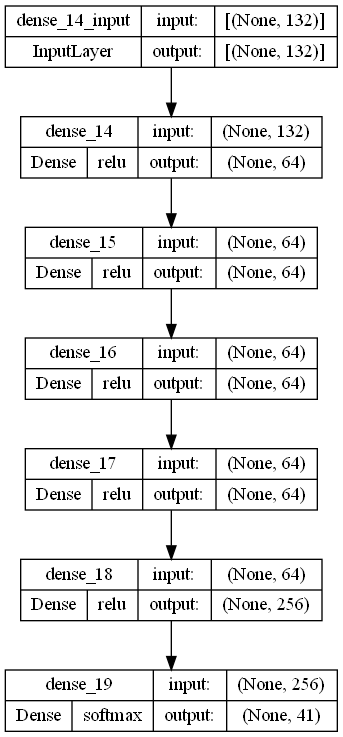 dense_14_input input: [(None, 132)]
InputLayer output: [(None, 132)]
dense_14 input: (None, 132)
Dense relu output: (None, 64)
dense_15 input: (None, 64)
Dense relu output: (None, 64)
dense_16 input: (None, 64)
Dense relu output: (None, 64)
dense_17 input: (None, 64)
Dense relu output: (None, 64)
dense_18 input: (None, 64)
Dense relu output: (None, 256)
dense_19 input: (None, 256)
Dense softmax output: (None, 41)